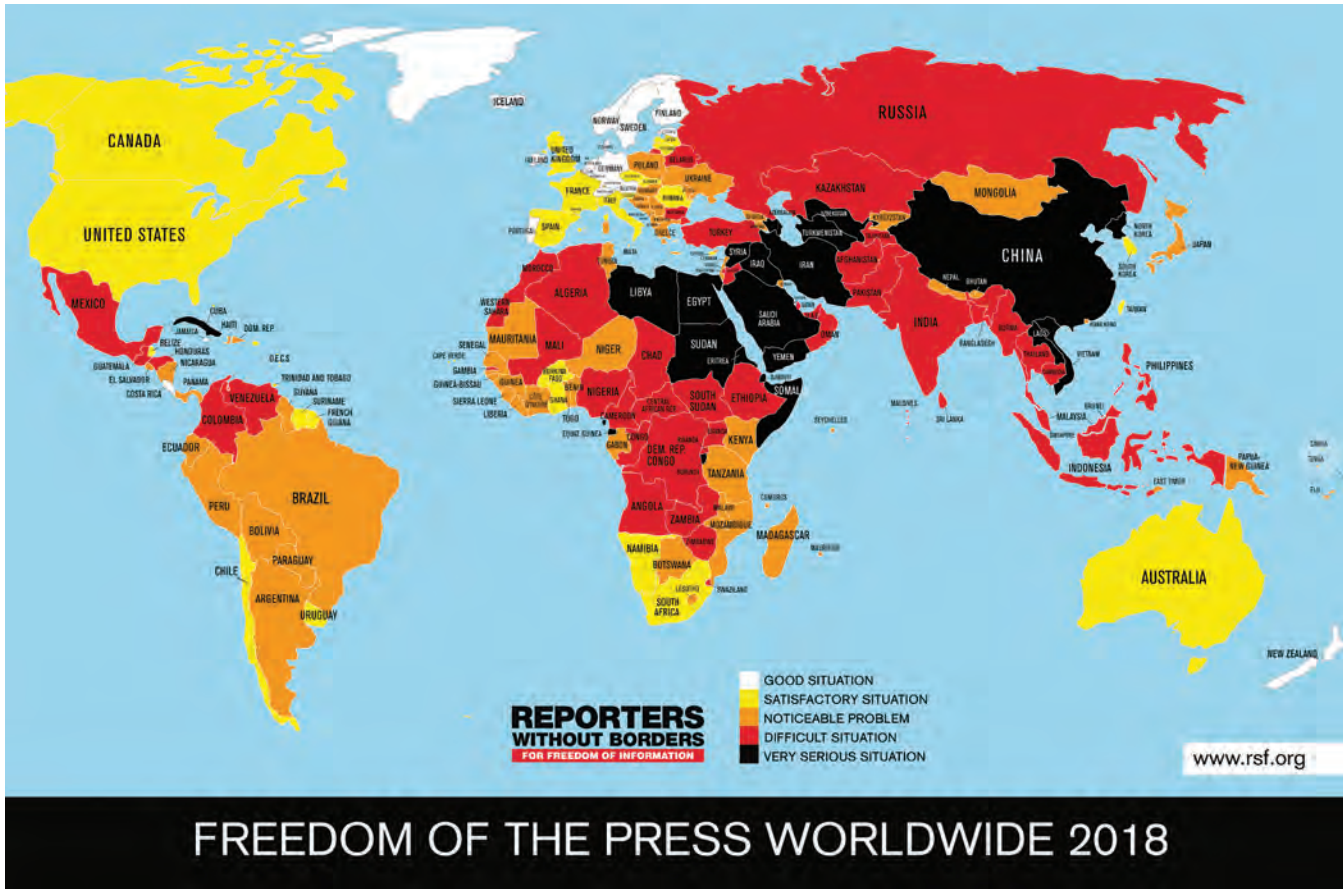 ICELAND
NORWAY
SWEDEN
FINLAND
RUSSIA
CANADA
UNITED STATES
UNITED KINGDOM
IRELAND
GERMANY
POLAND
BELARUS
UKRAINE
FRANCE
ITALY
ROMANIA
PORTUGAL
SPAIN
GREECE
MALTA
TURKEY
KAZAKHSTAN
MONGOLIA
UZBEKISTAN
TURKMENISTAN
KYRGYZSTAN
NORTH KOREA
SOUTH KOREA
JAPAN
CHINA
SYRIA
IRAQ
IRAN
AFGHANISTAN
PAKISTAN
NEPAL
BHUTAN
INDIA
BANGLADESH
HONG KONG
TAIWAN
LAOS
THAILAND
VIETNAM
PHILIPPINES
MALDIVES
SRI LANKA
MALAYSIA
BRUNEI
SINGAPORE
INDONESIA
EAST TIMOR
PAPUA-NEW GUINEA
FIJI
MOROCCO
WESTERN SAHARA
ALGERIA
TUNISIA
LIBYA
EGYPT
SAUDI ARABIA
OMAN
YEMEN
MAURITANIA
MALI
NIGER
CHAD
SUDAN
ERITREA
SENEGAL
CAPE VERDE
GAMBIA
GUINEA-BISSAU
GUINEA
SIERRA LEONE
LIBERIA
BURKINA FASO
GHANA
TOGO
BENIN
NIGERIA
CAMEROON
CENTRAL AFRICAN REP.
SOUTH SUDAN
ETHIOPIA
SOMAL
EQUAT. GUINEA
GABON
CONGO
DEM. REP. CONGO
UGANDA
RWANDA
BURUNDI
KENYA
TANZANIA
SEYCHELLES
COMOROS
ANGOLA
ZAMBIA
MALAWI
MOZAMBIQUE
ZIMBABWE
MADAGASCAR
MAURITIUS
NAMIBIA
BOTSWANA
SOUTH AFRICA
LESOTHO
SWAZILAND
MEXICO
CUBA
JAMAICA
HAITI
DOM. REP.
BELIZE
HONDURAS
O.E.C.S.
GUATEMALA
NICARAGUA
EL SALVADOR
PANAMA
COSTA RICA
TRINIDAD AND TOBAGO
VENEZUELA
GUYANA
SURINAME
FRENCH GUIANA
COLOMBIA
ECUADOR
PERU
BRAZIL
BOLIVIA
PARAGUAY
CHILE
ARGENTINA
URUGUAY
AUSTRALIA
NEW ZEALAND
GOOD SITUATION
SATISFACTORY SITUATION
NOTICEABLE PROBLEM
DIFFICULT SITUATION
VERY SERIOUS SITUATION
REPORTERS
WITHOUT BORDERS
FOR FREEDOM OF INFORMATION
www.rsf.org
FREEDOM OF THE PRESS WORLDWIDE 2018